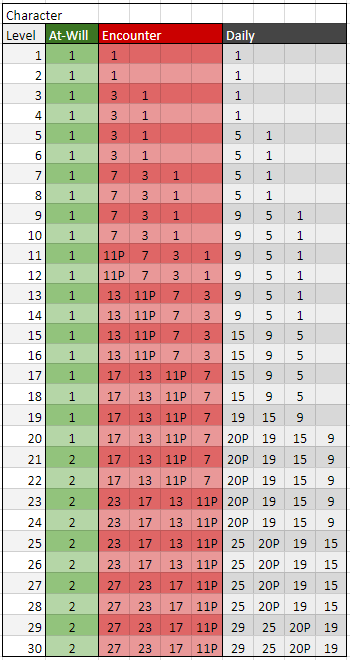 Character
Level At-Will Encounter Daily
1 1 1 1
2 1 1 1
3 1 3 1 1
4 1 3 1 1
5 1 3 1 5 1
6 1 3 1 5 1
7 1 7 3 1 5 1
8 1 7 3 1 5 1
9 1 7 3 1 9 5 1
10 1 7 3 1 9 5 1
11 1 11P 7 3 1 9 5 1
12 1 11P 7 3 1 9 5 1
13 1 13 11P 7 3 9 5 1
14 1 13 11P 7 3 9 5 1
15 1 13 11P 7 3 15 9 5
16 1 13 11P 7 3 15 9 5
17 1 17 13 11P 7 15 9 5
18 1 17 13 11P 7 15 9 5
19 1 17 13 11P 7 19 15 9
20 1 17 13 11P 7 20P 19 15 9
21 2 17 13 11P 7 20P 19 15 9
22 2 17 13 11P 7 20P 19 15 9
23 2 23 17 13 11P 20P 19 15 9
24 2 23 17 13 11P 20P 19 15 9
25 2 23 17 13 11P 25 20P 19 15
26 2 23 17 13 11P 25 20P 19 15
27 2 27 23 17 11P 25 20P 19 15
28 2 27 23 17 11P 25 20P 19 15
29 2 27 23 17 11P 29 25 20P 19
30 2 27 23 17 11P 29 25 20P 19